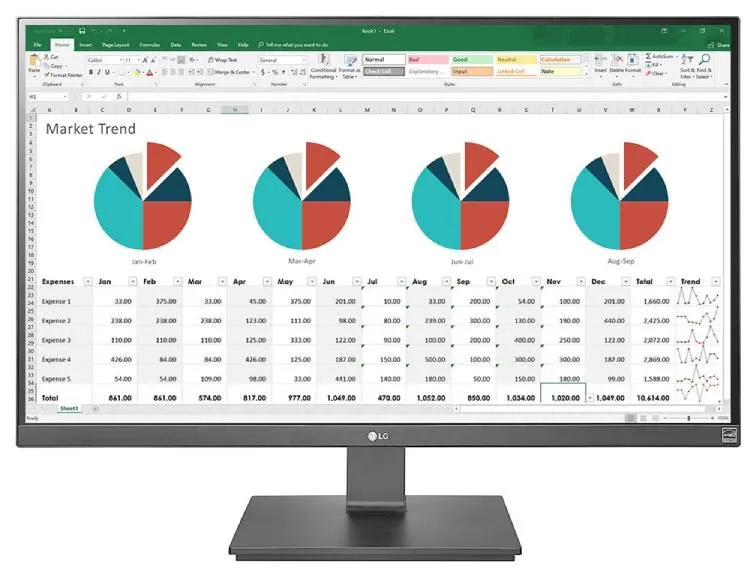 Book1 - Excel
File Home Insert Page Layout Formulas Data Review View Help Tell me what you want to do Share
Cut
Copy
Format Painter
Paste
Clipboard
Calibri 11
B I U
Font
Wrap Text
Merge & Center
Alignment
General
Number
Conditional Formatting
Format as Table
Normal Bad Good Neutral Calculation
Check Cell Explanatory ... Input Linked Cell Note
Styles
Insert Delete Format
Cells
AutoSum
Fill
Clear
Sort & Filter
Find & Select
Editing
H1
A B C D E F G H I J K L M N O P Q R S T U V W X Y Z
Market Trend
Jan-Feb Mar-Apr Jun-Jul Aug-Sep
Expenses Jan Feb Mar Apr May Jun Jul Aug Sep Oct Nov Dec Total Trend
Expense 1 33.00 375.00 33.00 45.00 375.00 201.00 10.00 33.00 200.00 54.00 100.00 201.00 1,660.00
Expense 2 238.00 238.00 238.00 123.00 111.00 98.00 80.00 239.00 300.00 130.00 190.00 440.00 2,425.00
Expense 3 110.00 110.00 110.00 125.00 333.00 122.00 90.00 100.00 200.00 400.00 250.00 122.00 2,072.00
Expense 4 426.00 84.00 84.00 426.00 125.00 187.00 150.00 500.00 100.00 300.00 300.00 187.00 2,869.00
Expense 5 54.00 54.00 109.00 98.00 33.00 441.00 140.00 180.00 50.00 150.00 180.00 99.00 1,588.00
Total 861.00 861.00 574.00 817.00 977.00 1,049.00 470.00 1,052.00 850.00 1,034.00 1,020.00 1,049.00 10,614.00
Sheet1
Ready
100%
LG